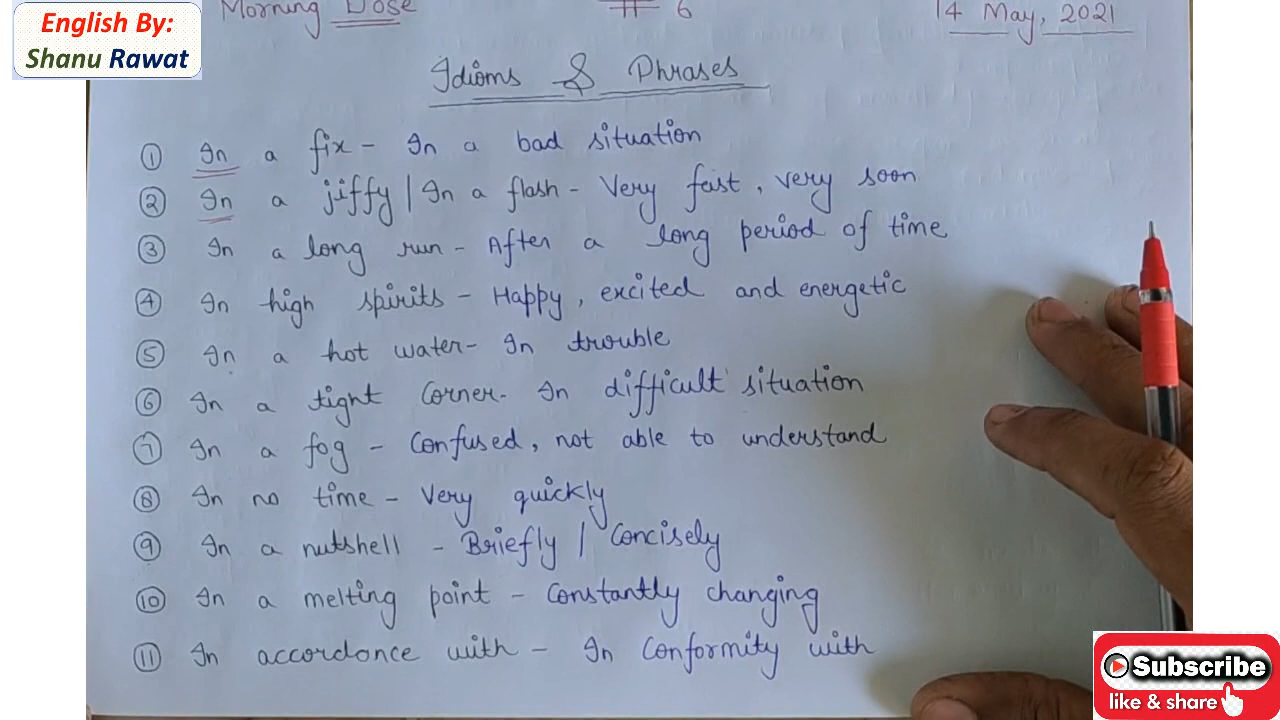 English By:
Shanu Rawat
Morning Dose # 6 14 May, 2021
Idioms & Phrases
① In a fix - In a bad situation
② In a jiffy | In a flash - Very fast, very soon
③ In a long run - After a long period of time
④ In high spirits - Happy, excited and energetic
⑤ In a hot water - In trouble
⑥ In a tight corner - In difficult situation
⑦ In a fog - Confused, not able to understand
⑧ In no time - Very quickly
⑨ In a nutshell - Briefly / Concisely
⑩ In a melting point - Constantly changing
⑪ In accordance with - In conformity with
Subscribe
like & share